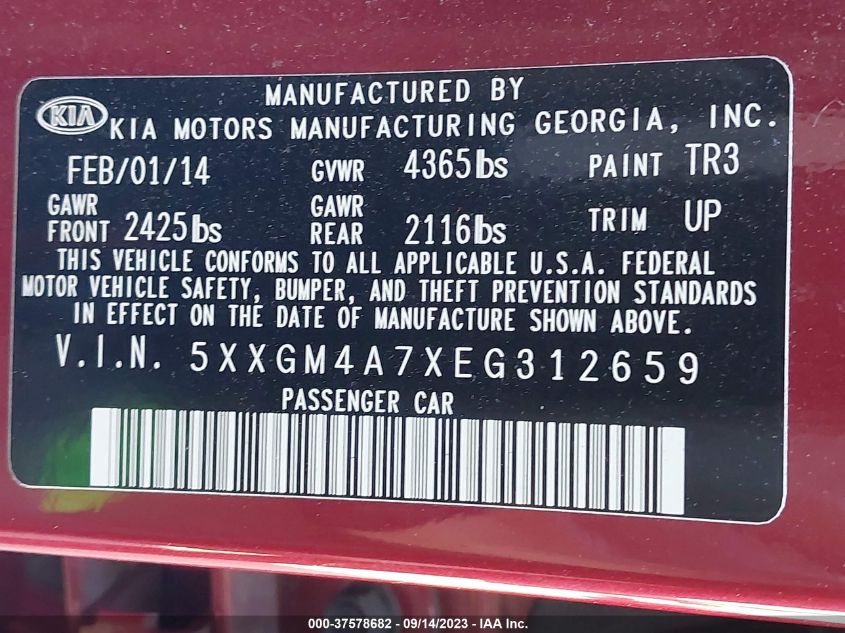 MANUFACTURED BY
KIA KIA MOTORS MANUFACTURING GEORGIA, INC.
FEB/01/14 GVWR 4365lbs PAINT TR3
GAWR FRONT 2425lbs GAWR REAR 2116lbs TRIM UP
THIS VEHICLE CONFORMS TO ALL APPLICABLE U.S.A. FEDERAL
MOTOR VEHICLE SAFETY, BUMPER, AND THEFT PREVENTION STANDARDS
IN EFFECT ON THE DATE OF MANUFACTURE SHOWN ABOVE.
V.I.N. 5XXGM4A7XEG312659
PASSENGER CAR
000-37578682 - 09/14/2023 - IAA Inc.